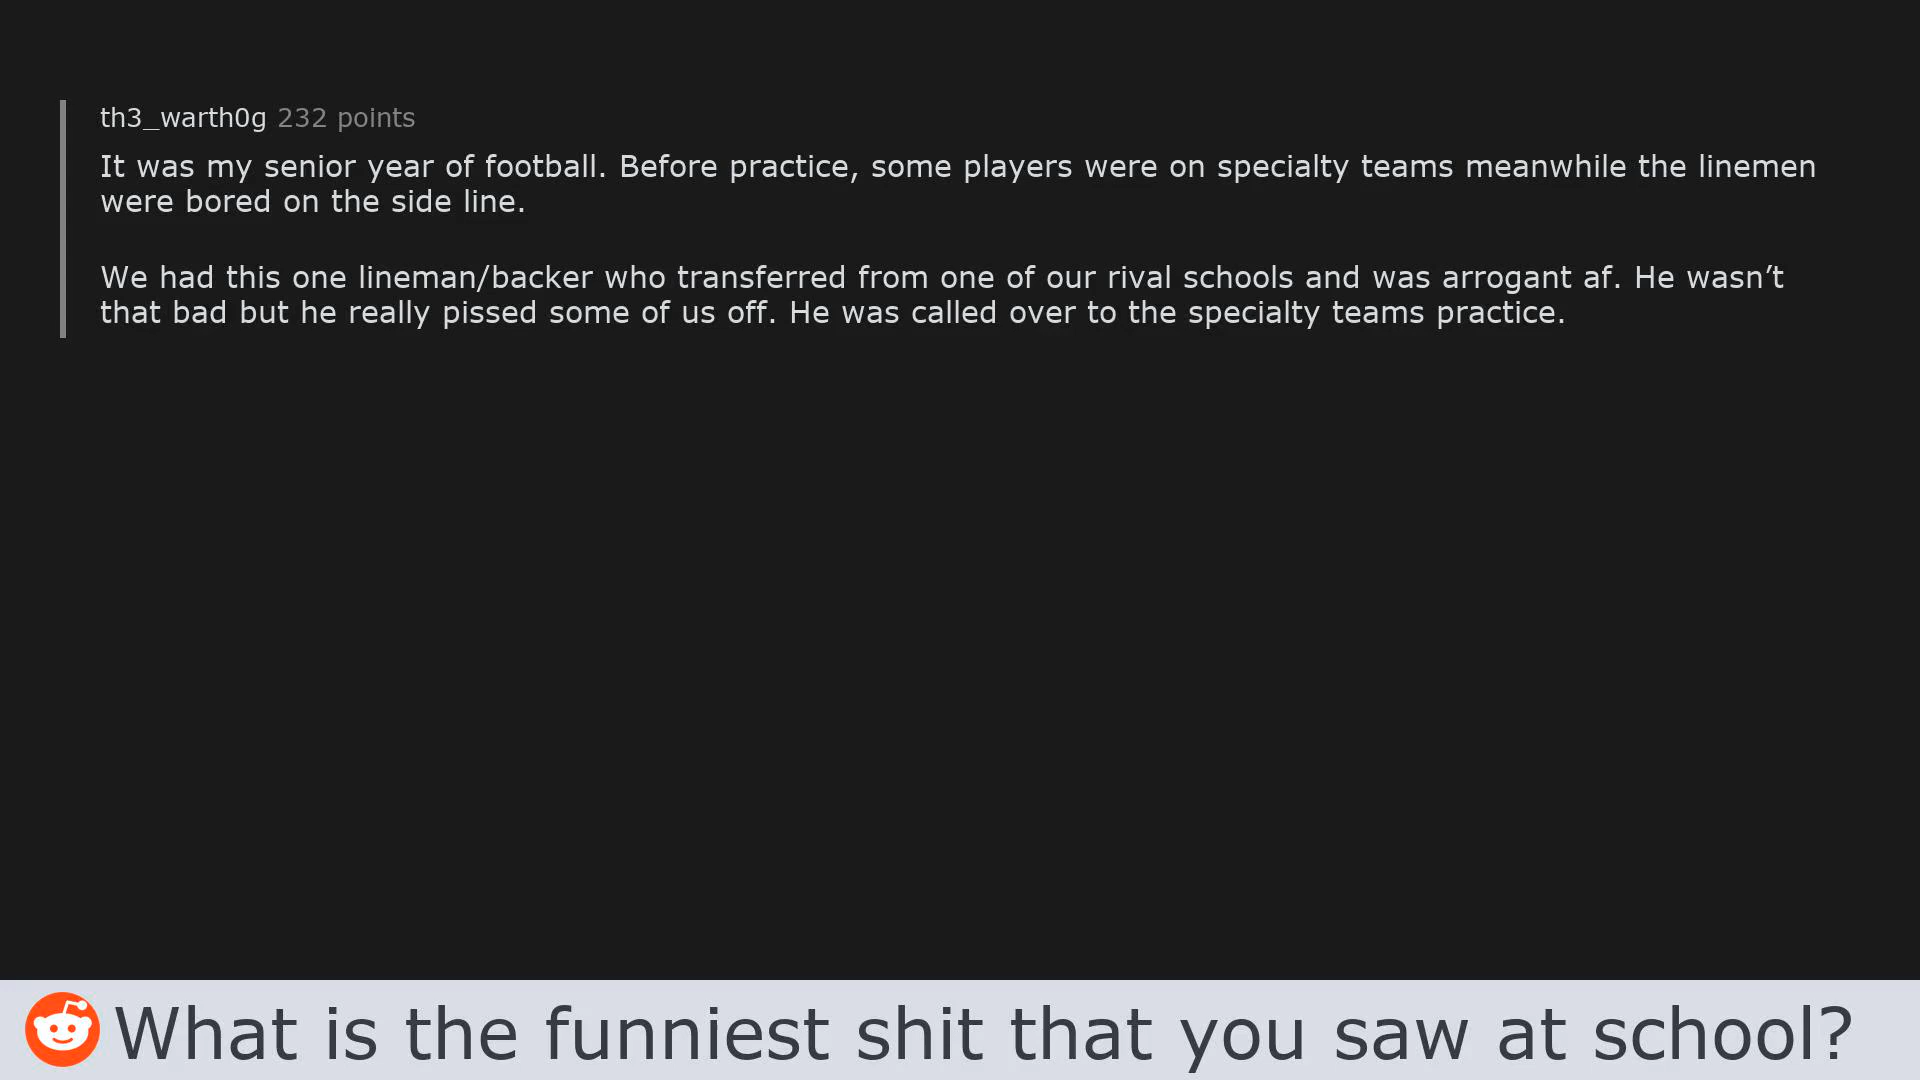 th3_warth0g 232 points
It was my senior year of football. Before practice, some players were on specialty teams meanwhile the linemen
were bored on the side line.
We had this one lineman/backer who transferred from one of our rival schools and was arrogant af. He wasn’t
that bad but he really pissed some of us off. He was called over to the specialty teams practice.
What is the funniest shit that you saw at school?